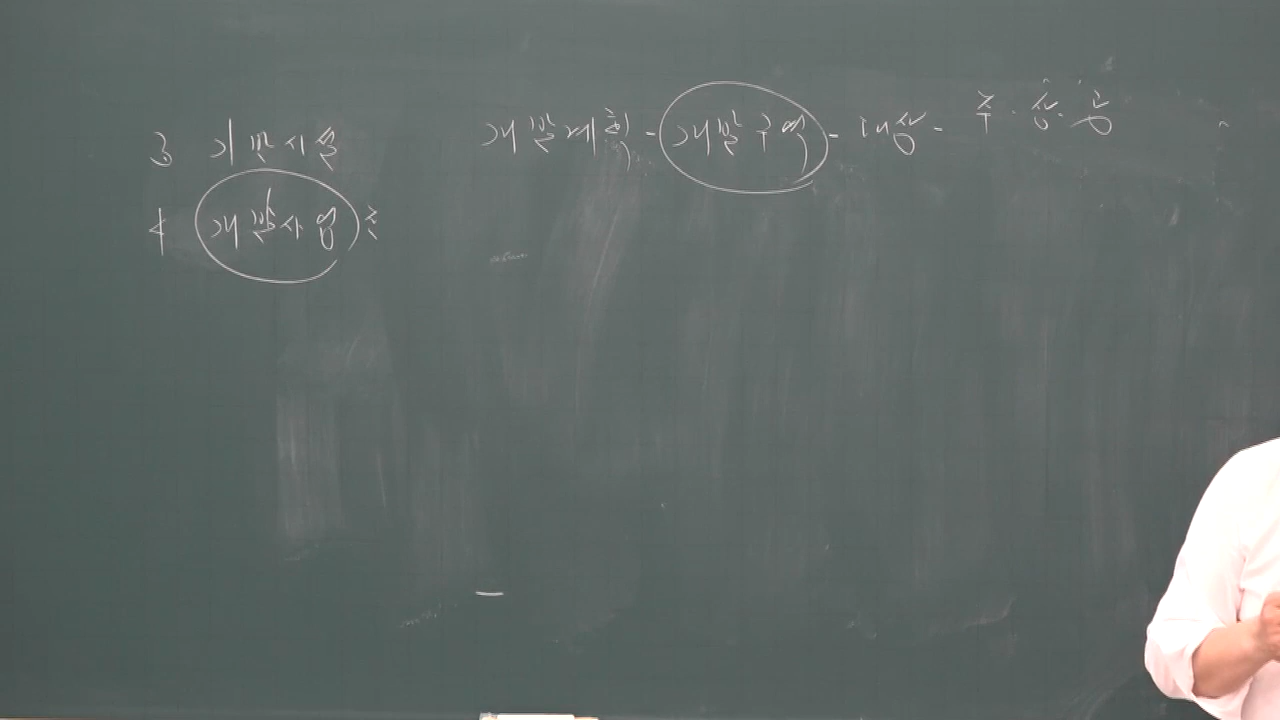 3 기반시설
4 개발사업
개발계획 - 개발구역 - 대상 - 주·상·공